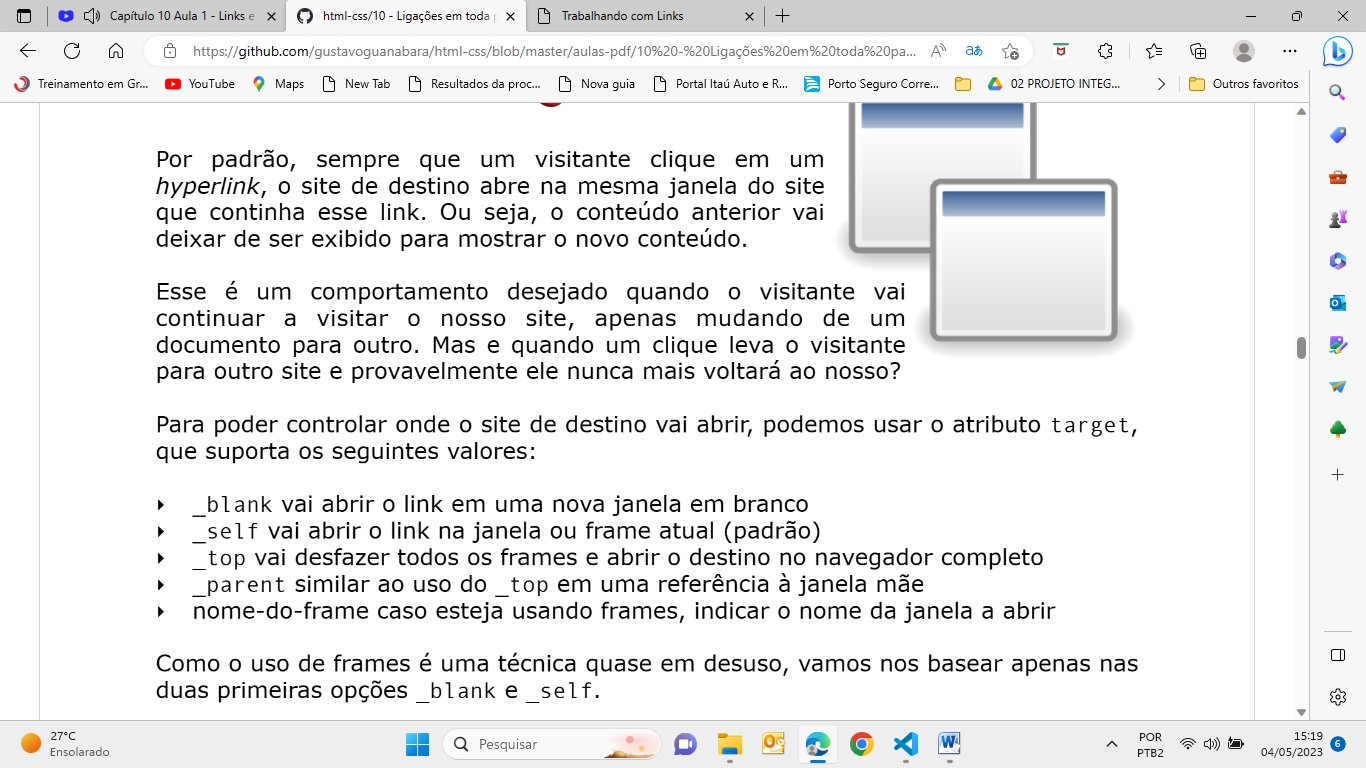 Capítulo 10 Aula 1 - Links e
html-css/10 - Ligações em toda p
Trabalhando com Links
https://github.com/gustavoguanabara/html-css/blob/master/aulas-pdf/10%20-%20Ligações%20em%20toda%20pa...
Treinamento em Gr...
YouTube
Maps
New Tab
Resultados da proc...
Nova guia
Portal Itaú Auto e R...
Porto Seguro Corre...
02 PROJETO INTEG...
Outros favoritos
Por padrão, sempre que um visitante clique em um
hyperlink, o site de destino abre na mesma janela do site
que continha esse link. Ou seja, o conteúdo anterior vai
deixar de ser exibido para mostrar o novo conteúdo.
Esse é um comportamento desejado quando o visitante vai
continuar a visitar o nosso site, apenas mudando de um
documento para outro. Mas e quando um clique leva o visitante
para outro site e provavelmente ele nunca mais voltará ao nosso?
Para poder controlar onde o site de destino vai abrir, podemos usar o atributo target,
que suporta os seguintes valores:
‣ _blank vai abrir o link em uma nova janela em branco
‣ _self vai abrir o link na janela ou frame atual (padrão)
‣ _top vai desfazer todos os frames e abrir o destino no navegador completo
‣ _parent similar ao uso do _top em uma referência à janela mãe
‣ nome-do-frame caso esteja usando frames, indicar o nome da janela a abrir
Como o uso de frames é uma técnica quase em desuso, vamos nos basear apenas nas
duas primeiras opções _blank e _self.
27°C
Ensolarado
Pesquisar
POR
PTB2
15:19
04/05/2023
6